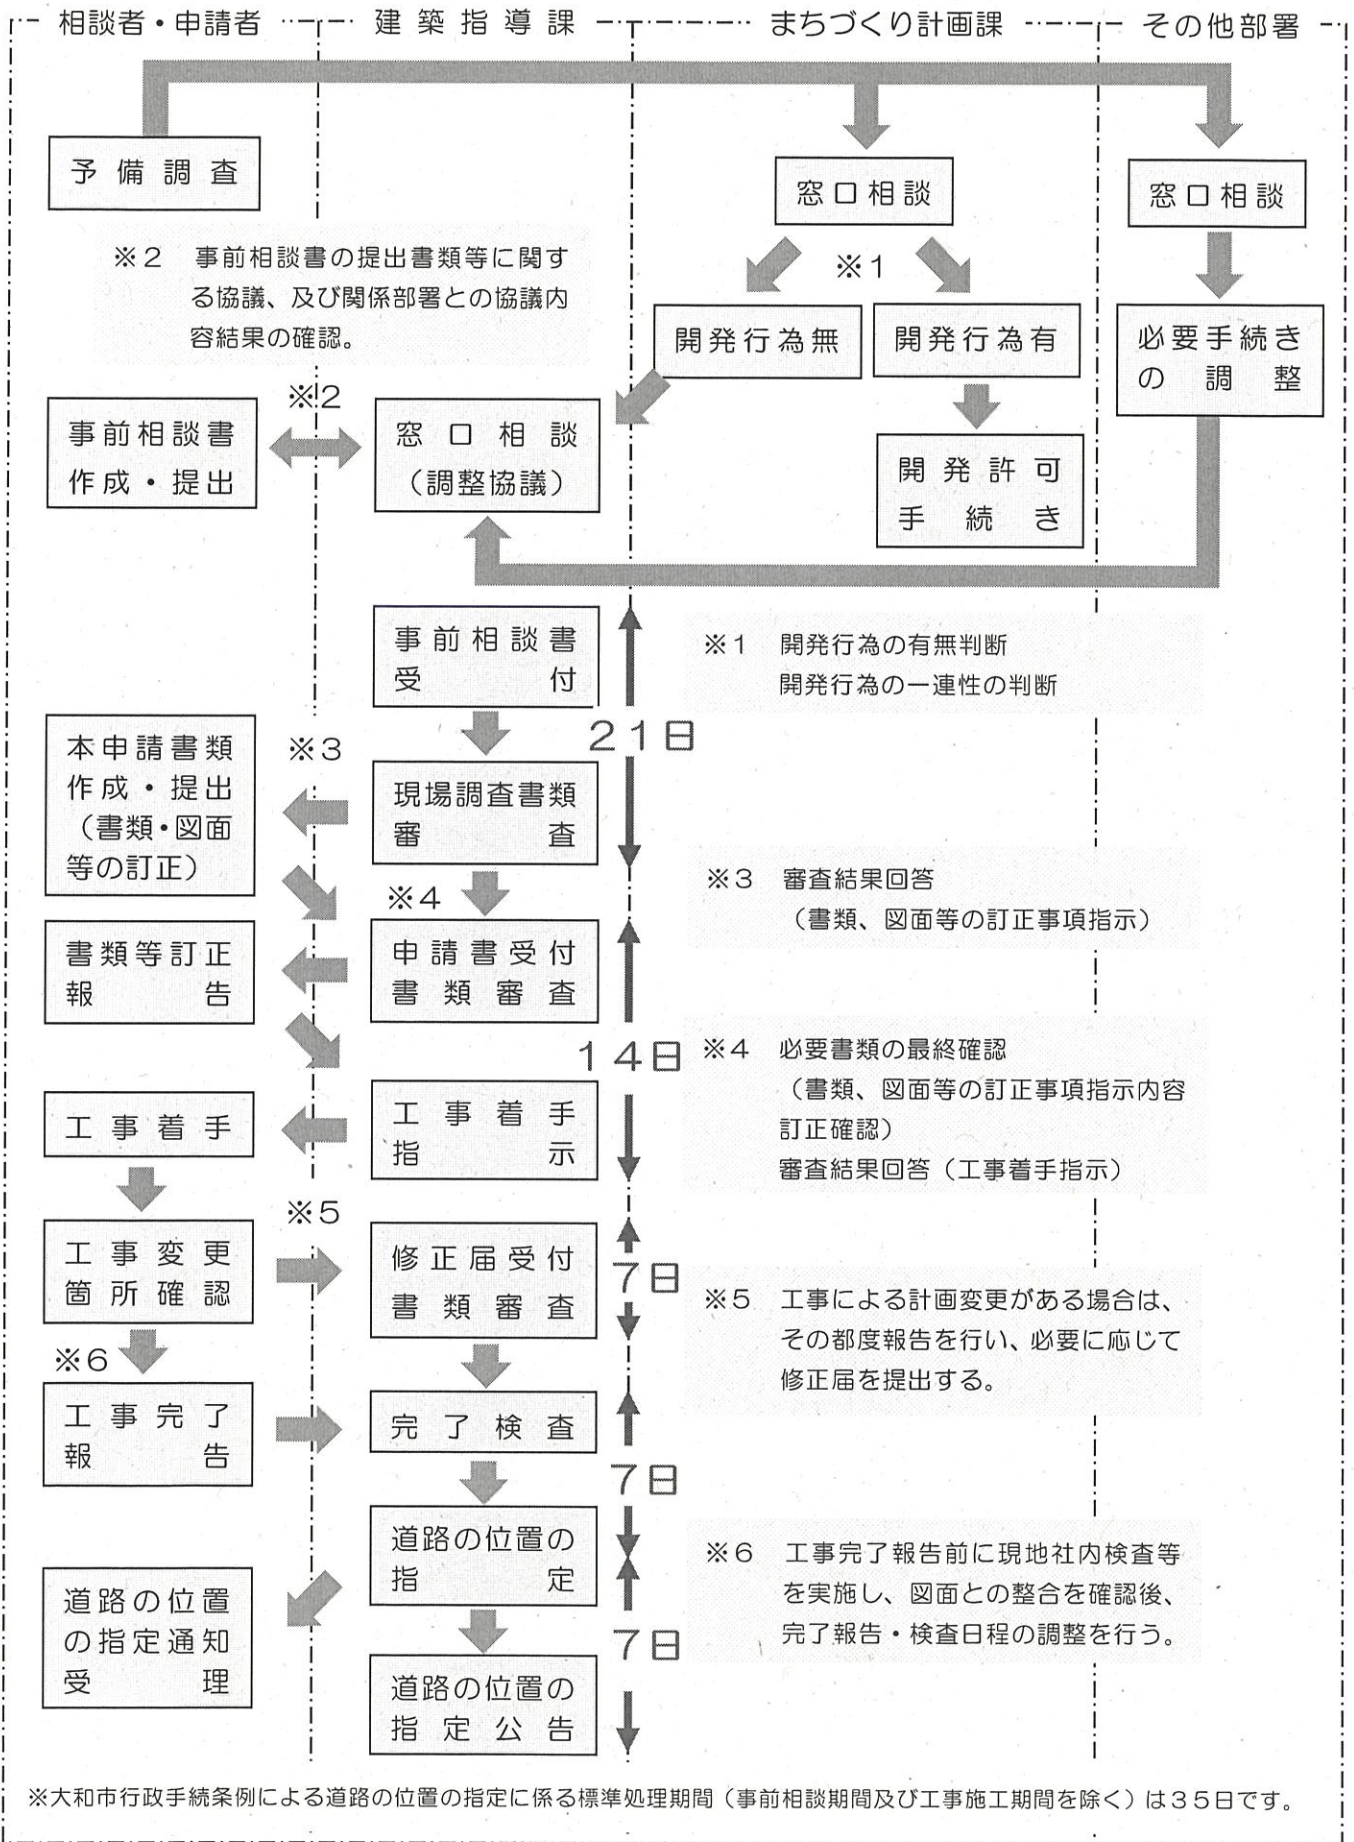 相談者・申請者
建築指導課
まちづくり計画課
その他部署
予備調査
窓口相談
窓口相談
※2 事前相談書の提出書類等に関す
る協議、及び関係部署との協議内
容結果の確認。
※1
開発行為無
開発行為有
必要手続き
の調整
※2
事前相談書
作成・提出
窓口相談
(調整協議)
開発許可
手続き
事前相談書
受付
※1 開発行為の有無判断
開発行為の一連性の判断
21日
本申請書類
作成・提出
(書類・図面
等の訂正)
※3
現場調査書類
審査
※3 審査結果回答
(書類、図面等の訂正事項指示)
※4
書類等訂正
報告
申請書受付
書類審査
14日
※4 必要書類の最終確認
(書類、図面等の訂正事項指示内容
訂正確認)
審査結果回答(工事着手指示)
工事着手
工事着手
指示
※5
工事変更
箇所確認
修正届受付
書類審査
7日
※5 工事による計画変更がある場合は、
その都度報告を行い、必要に応じて
修正届を提出する。
※6
工事完了
報告
完了検査
7日
道路の位置の
指定
※6 工事完了報告前に現地社内検査等
を実施し、図面との整合を確認後、
完了報告・検査日程の調整を行う。
道路の位置
の指定通知
受理
7日
道路の位置の
指定公告
※大和市行政手続条例による道路の位置の指定に係る標準処理期間(事前相談期間及び工事施工期間を除く)は35日です。